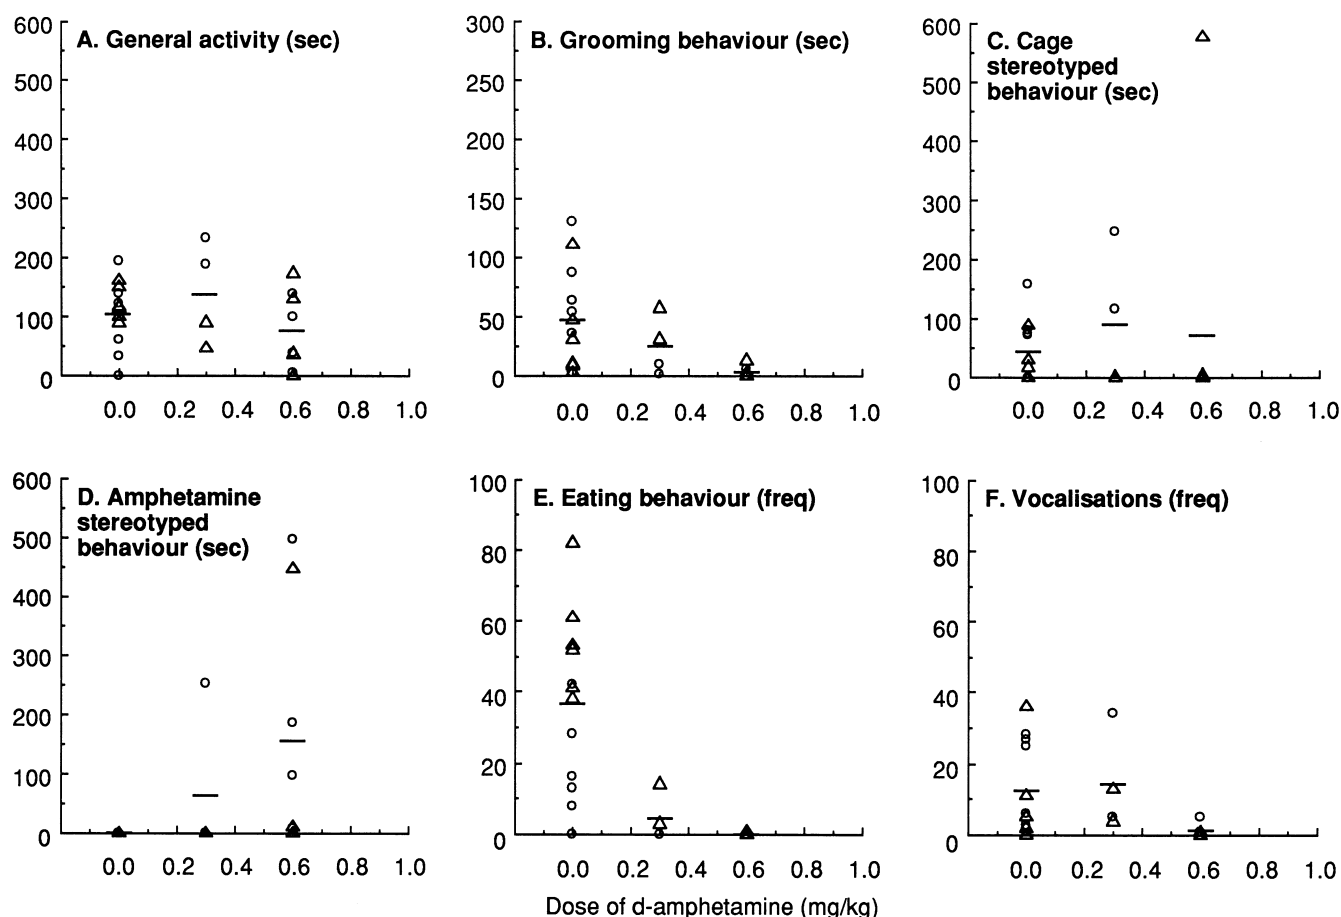 A. General activity (sec)
600
500
400
300
200
100
0
0.0 0.2 0.4 0.6 0.8 1.0
B. Grooming behaviour (sec)
300
250
200
150
100
50
0
0.0 0.2 0.4 0.6 0.8 1.0
C. Cage
stereotyped
behaviour (sec)
600
500
400
300
200
100
0
0.0 0.2 0.4 0.6 0.8 1.0
D. Amphetamine
stereotyped
behaviour (sec)
600
500
400
300
200
100
0
0.0 0.2 0.4 0.6 0.8 1.0
E. Eating behaviour (freq)
100
80
60
40
20
0
0.0 0.2 0.4 0.6 0.8 1.0
F. Vocalisations (freq)
100
80
60
40
20
0
0.0 0.2 0.4 0.6 0.8 1.0
Dose of d-amphetamine (mg/kg)